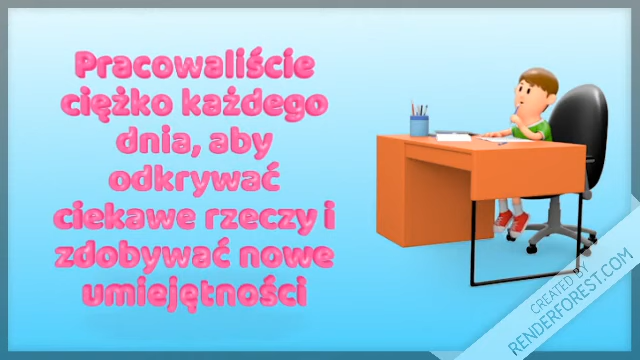 Pracowaliście
ciężko każdego
dnia, aby
odkrywać
ciekawe rzeczy i
zdobywać nowe
umiejętności
CREATED BY
RENDERFOREST.COM